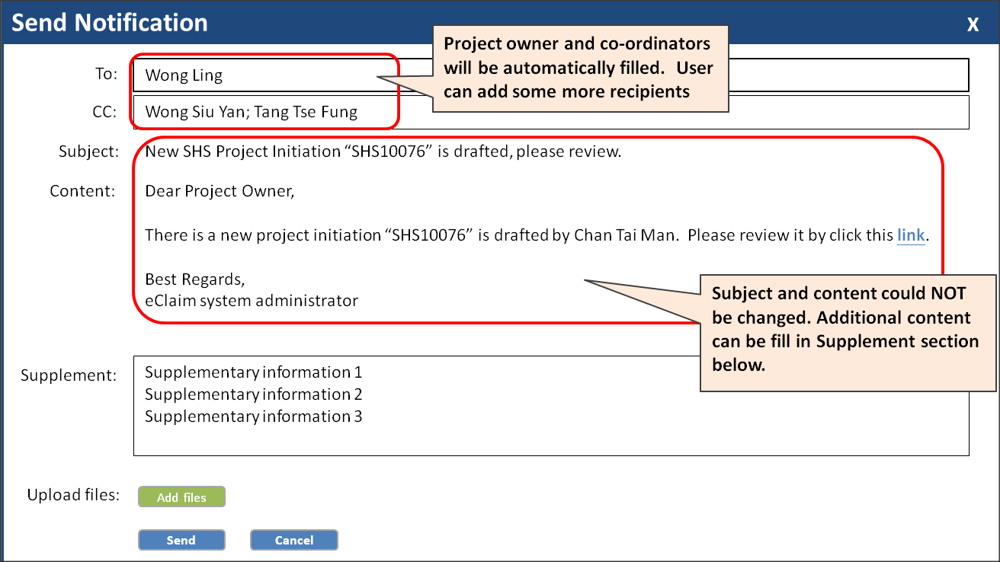 Send Notification
X
Project owner and co-ordinators
will be automatically filled. User
can add some more recipients
To:
Wong Ling
CC:
Wong Siu Yan; Tang Tse Fung
Subject:
New SHS Project Initiation “SHS10076” is drafted, please review.
Content:
Dear Project Owner,
There is a new project initiation “SHS10076” is drafted by Chan Tai Man. Please review it by click this link.
Best Regards,
eClaim system administrator
Subject and content could NOT
be changed. Additional content
can be fill in Supplement section
below.
Supplement:
Supplementary information 1
Supplementary information 2
Supplementary information 3
Upload files:
Add files
Send
Cancel